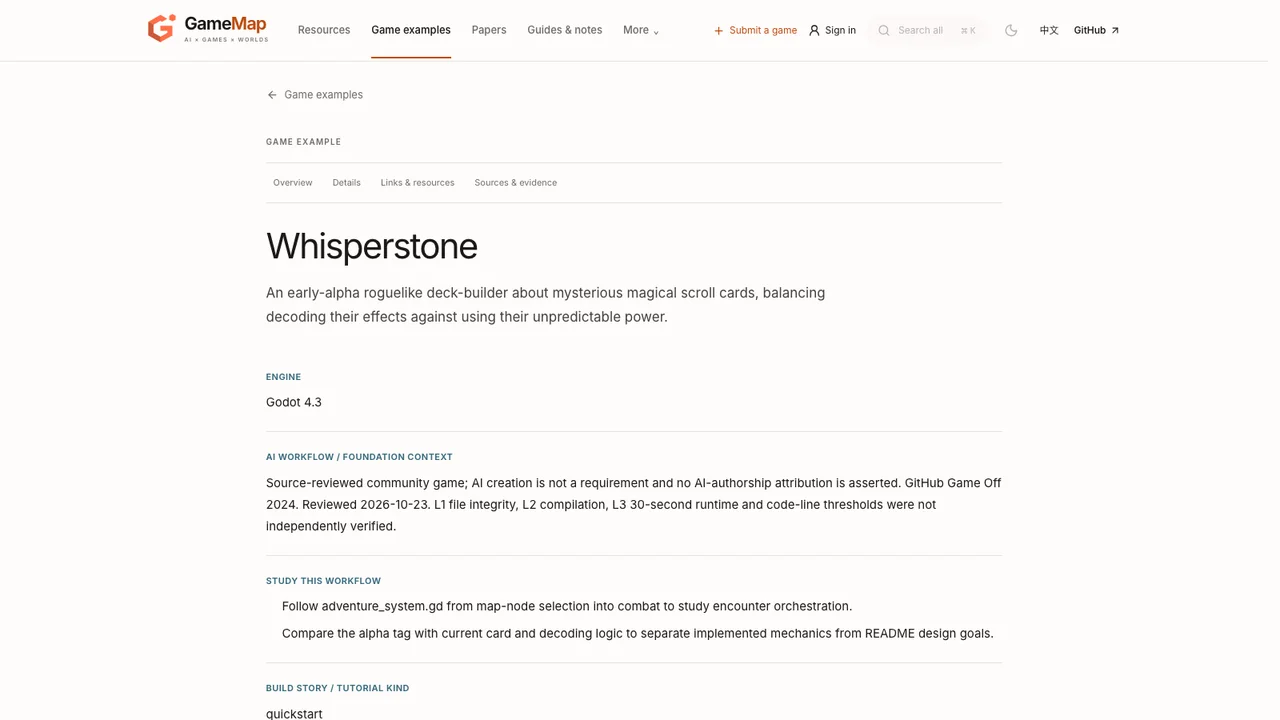 GameMap
AI × GAMES × WORLDS
Resources
Game examples
Papers
Guides & notes
More
+ Submit a game
Sign in
Search all
⌘ K
中文
GitHub ↗
← Game examples
GAME EXAMPLE
Overview
Details
Links & resources
Sources & evidence
Whisperstone
An early-alpha roguelike deck-builder about mysterious magical scroll cards, balancing
decoding their effects against using their unpredictable power.
ENGINE
Godot 4.3
AI WORKFLOW / FOUNDATION CONTEXT
Source-reviewed community game; AI creation is not a requirement and no AI-authorship attribution is asserted. GitHub Game Off
2024. Reviewed 2026-10-23. L1 file integrity, L2 compilation, L3 30-second runtime and code-line thresholds were not
independently verified.
STUDY THIS WORKFLOW
Follow adventure_system.gd from map-node selection into combat to study encounter orchestration.
Compare the alpha tag with current card and decoding logic to separate implemented mechanics from README design goals.
BUILD STORY / TUTORIAL KIND
quickstart